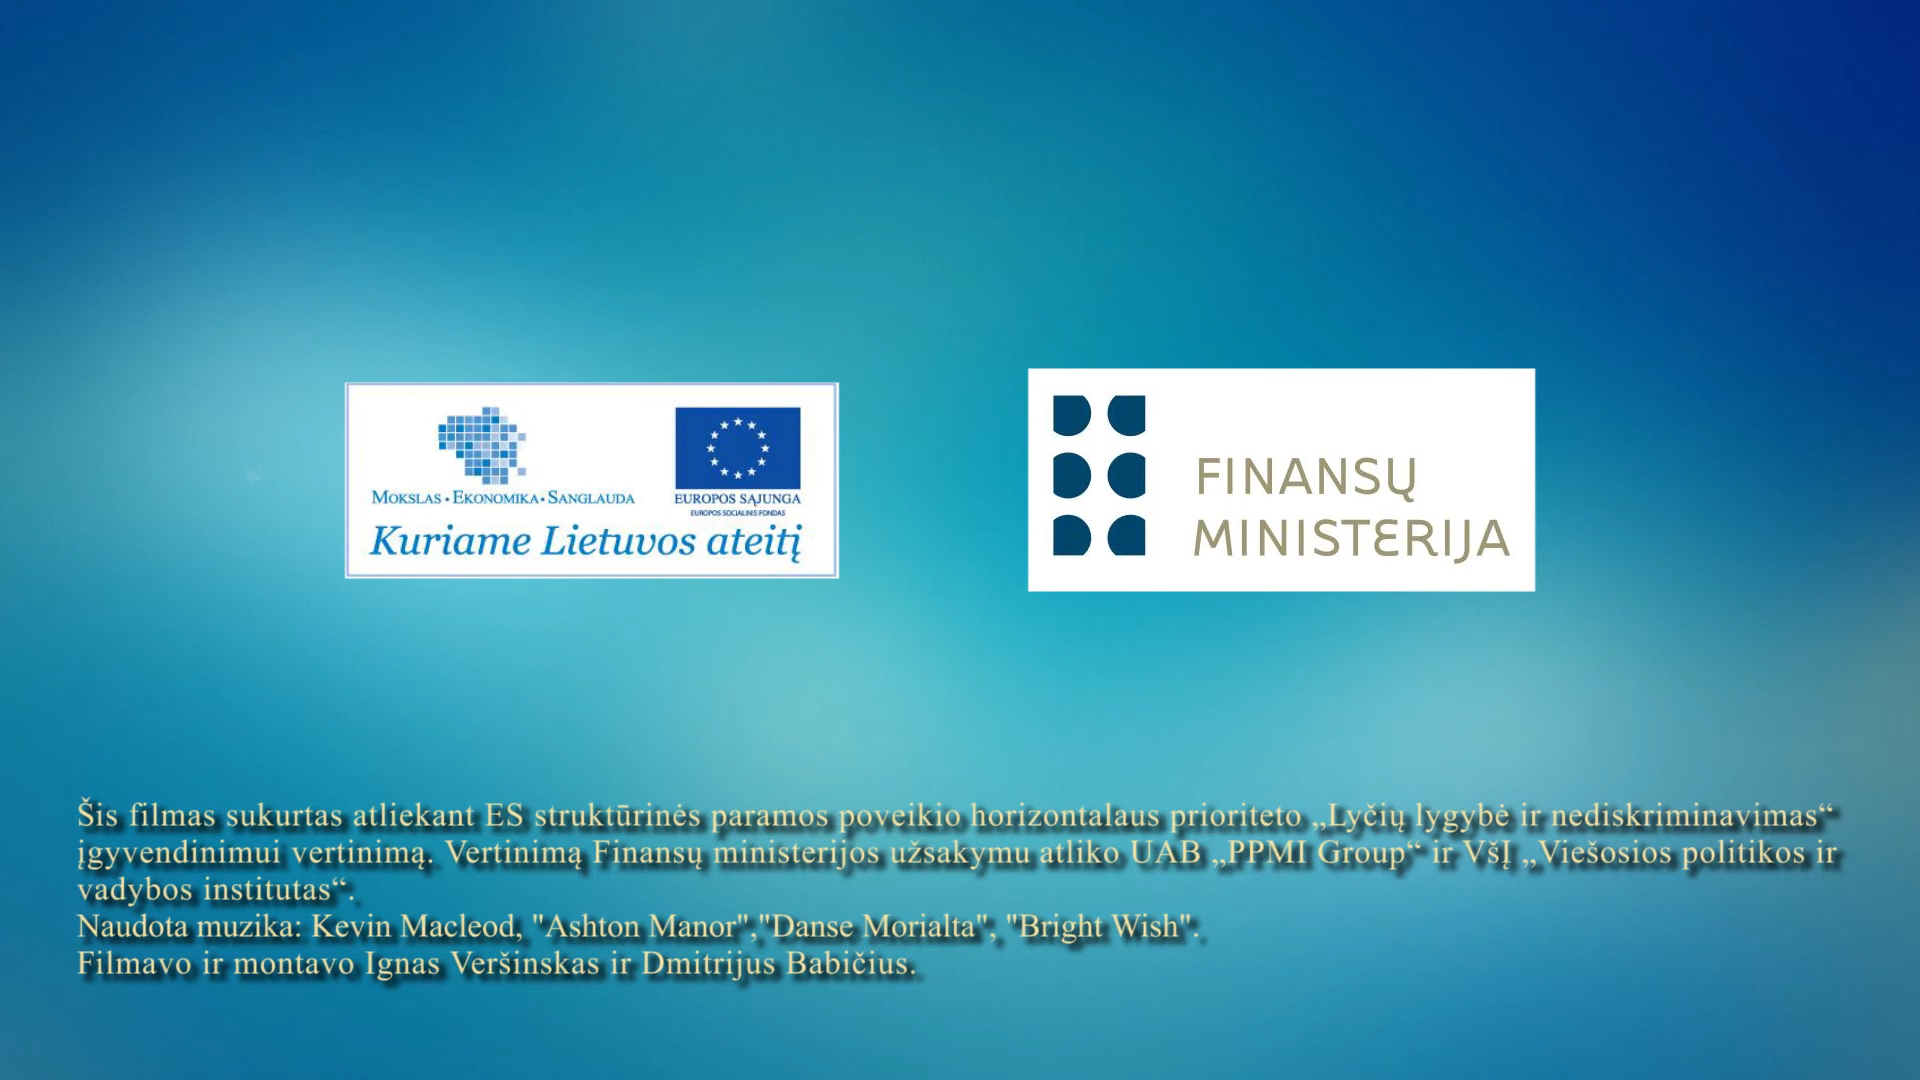 MOKSLAS • EKONOMIKA • SANGLAUDA
EUROPOS SĄJUNGA
EUROPOS SOCIALINIS FONDAS
Kuriame Lietuvos ateitį
FINANSŲ
MINISTERIJA
Šis filmas sukurtas atliekant ES struktūrinės paramos poveikio horizontalaus prioriteto „Lyčių lygybė ir nediskriminavimas“
įgyvendinimui vertinimą. Vertinimą Finansų ministerijos užsakymu atliko UAB „PPMI Group“ ir VšĮ „Viešosios politikos ir
vadybos institutas“.
Naudota muzika: Kevin Macleod, "Ashton Manor","Danse Morialta", "Bright Wish".
Filmavo ir montavo Ignas Veršinskas ir Dmitrijus Babičius.